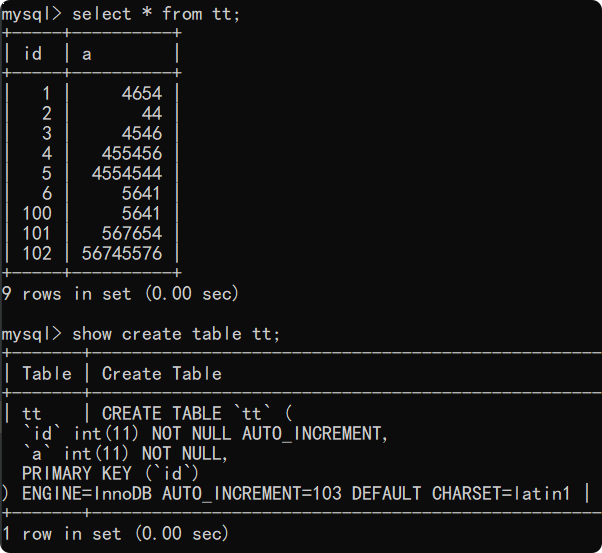 mysql> select * from tt;
+-----+----------+
| id  | a        |
+-----+----------+
|   1 |     4654 |
|   2 |       44 |
|   3 |     4546 |
|   4 |   455456 |
|   5 |  4554544 |
|   6 |     5641 |
| 100 |     5641 |
| 101 |   567654 |
| 102 | 56745576 |
+-----+----------+
9 rows in set (0.00 sec)
mysql> show create table tt;
+-------+----------------------------------------------------
| Table | Create Table
+-------+----------------------------------------------------
| tt    | CREATE TABLE `tt` (
  `id` int(11) NOT NULL AUTO_INCREMENT,
  `a` int(11) NOT NULL,
  PRIMARY KEY (`id`)
) ENGINE=InnoDB AUTO_INCREMENT=103 DEFAULT CHARSET=latin1 |
+-------+----------------------------------------------------
1 row in set (0.00 sec)